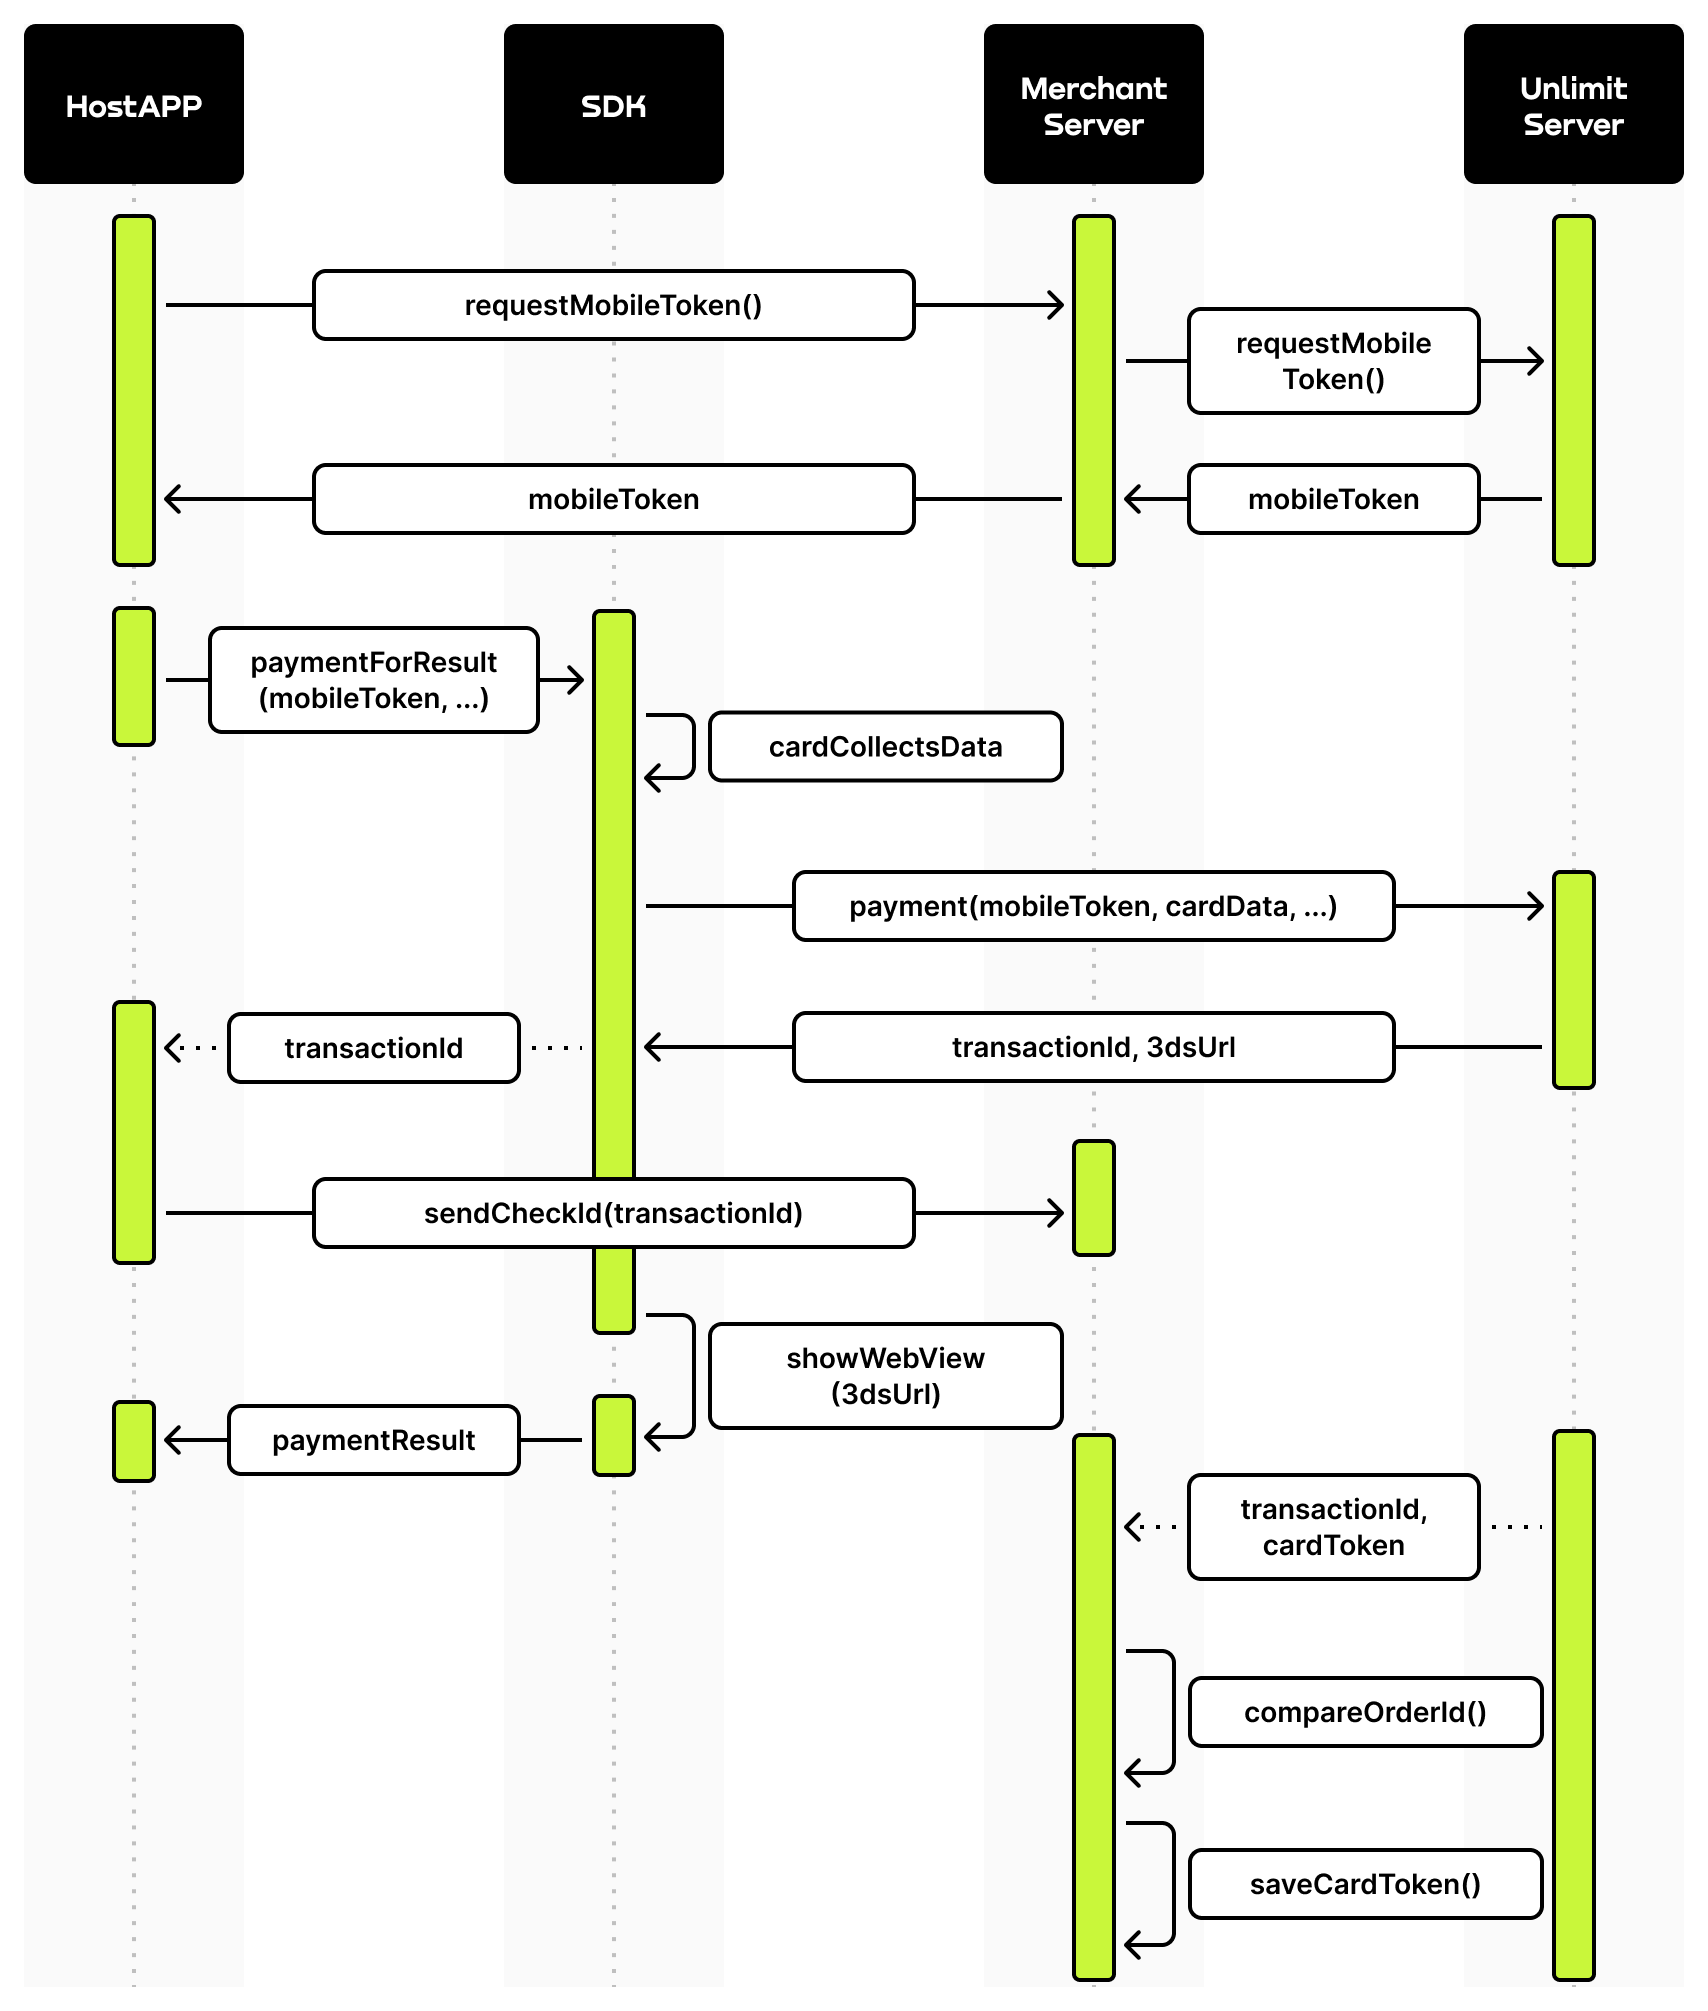 HostAPP
SDK
Merchant
Server
Unlimit
Server
requestMobileToken()
requestMobile
Token()
mobileToken
mobileToken
paymentForResult
(mobileToken, ...)
cardCollectsData
payment(mobileToken, cardData, ...)
transactionId
transactionId, 3dsUrl
sendCheckId(transactionId)
showWebView
(3dsUrl)
paymentResult
transactionId,
cardToken
compareOrderId()
saveCardToken()